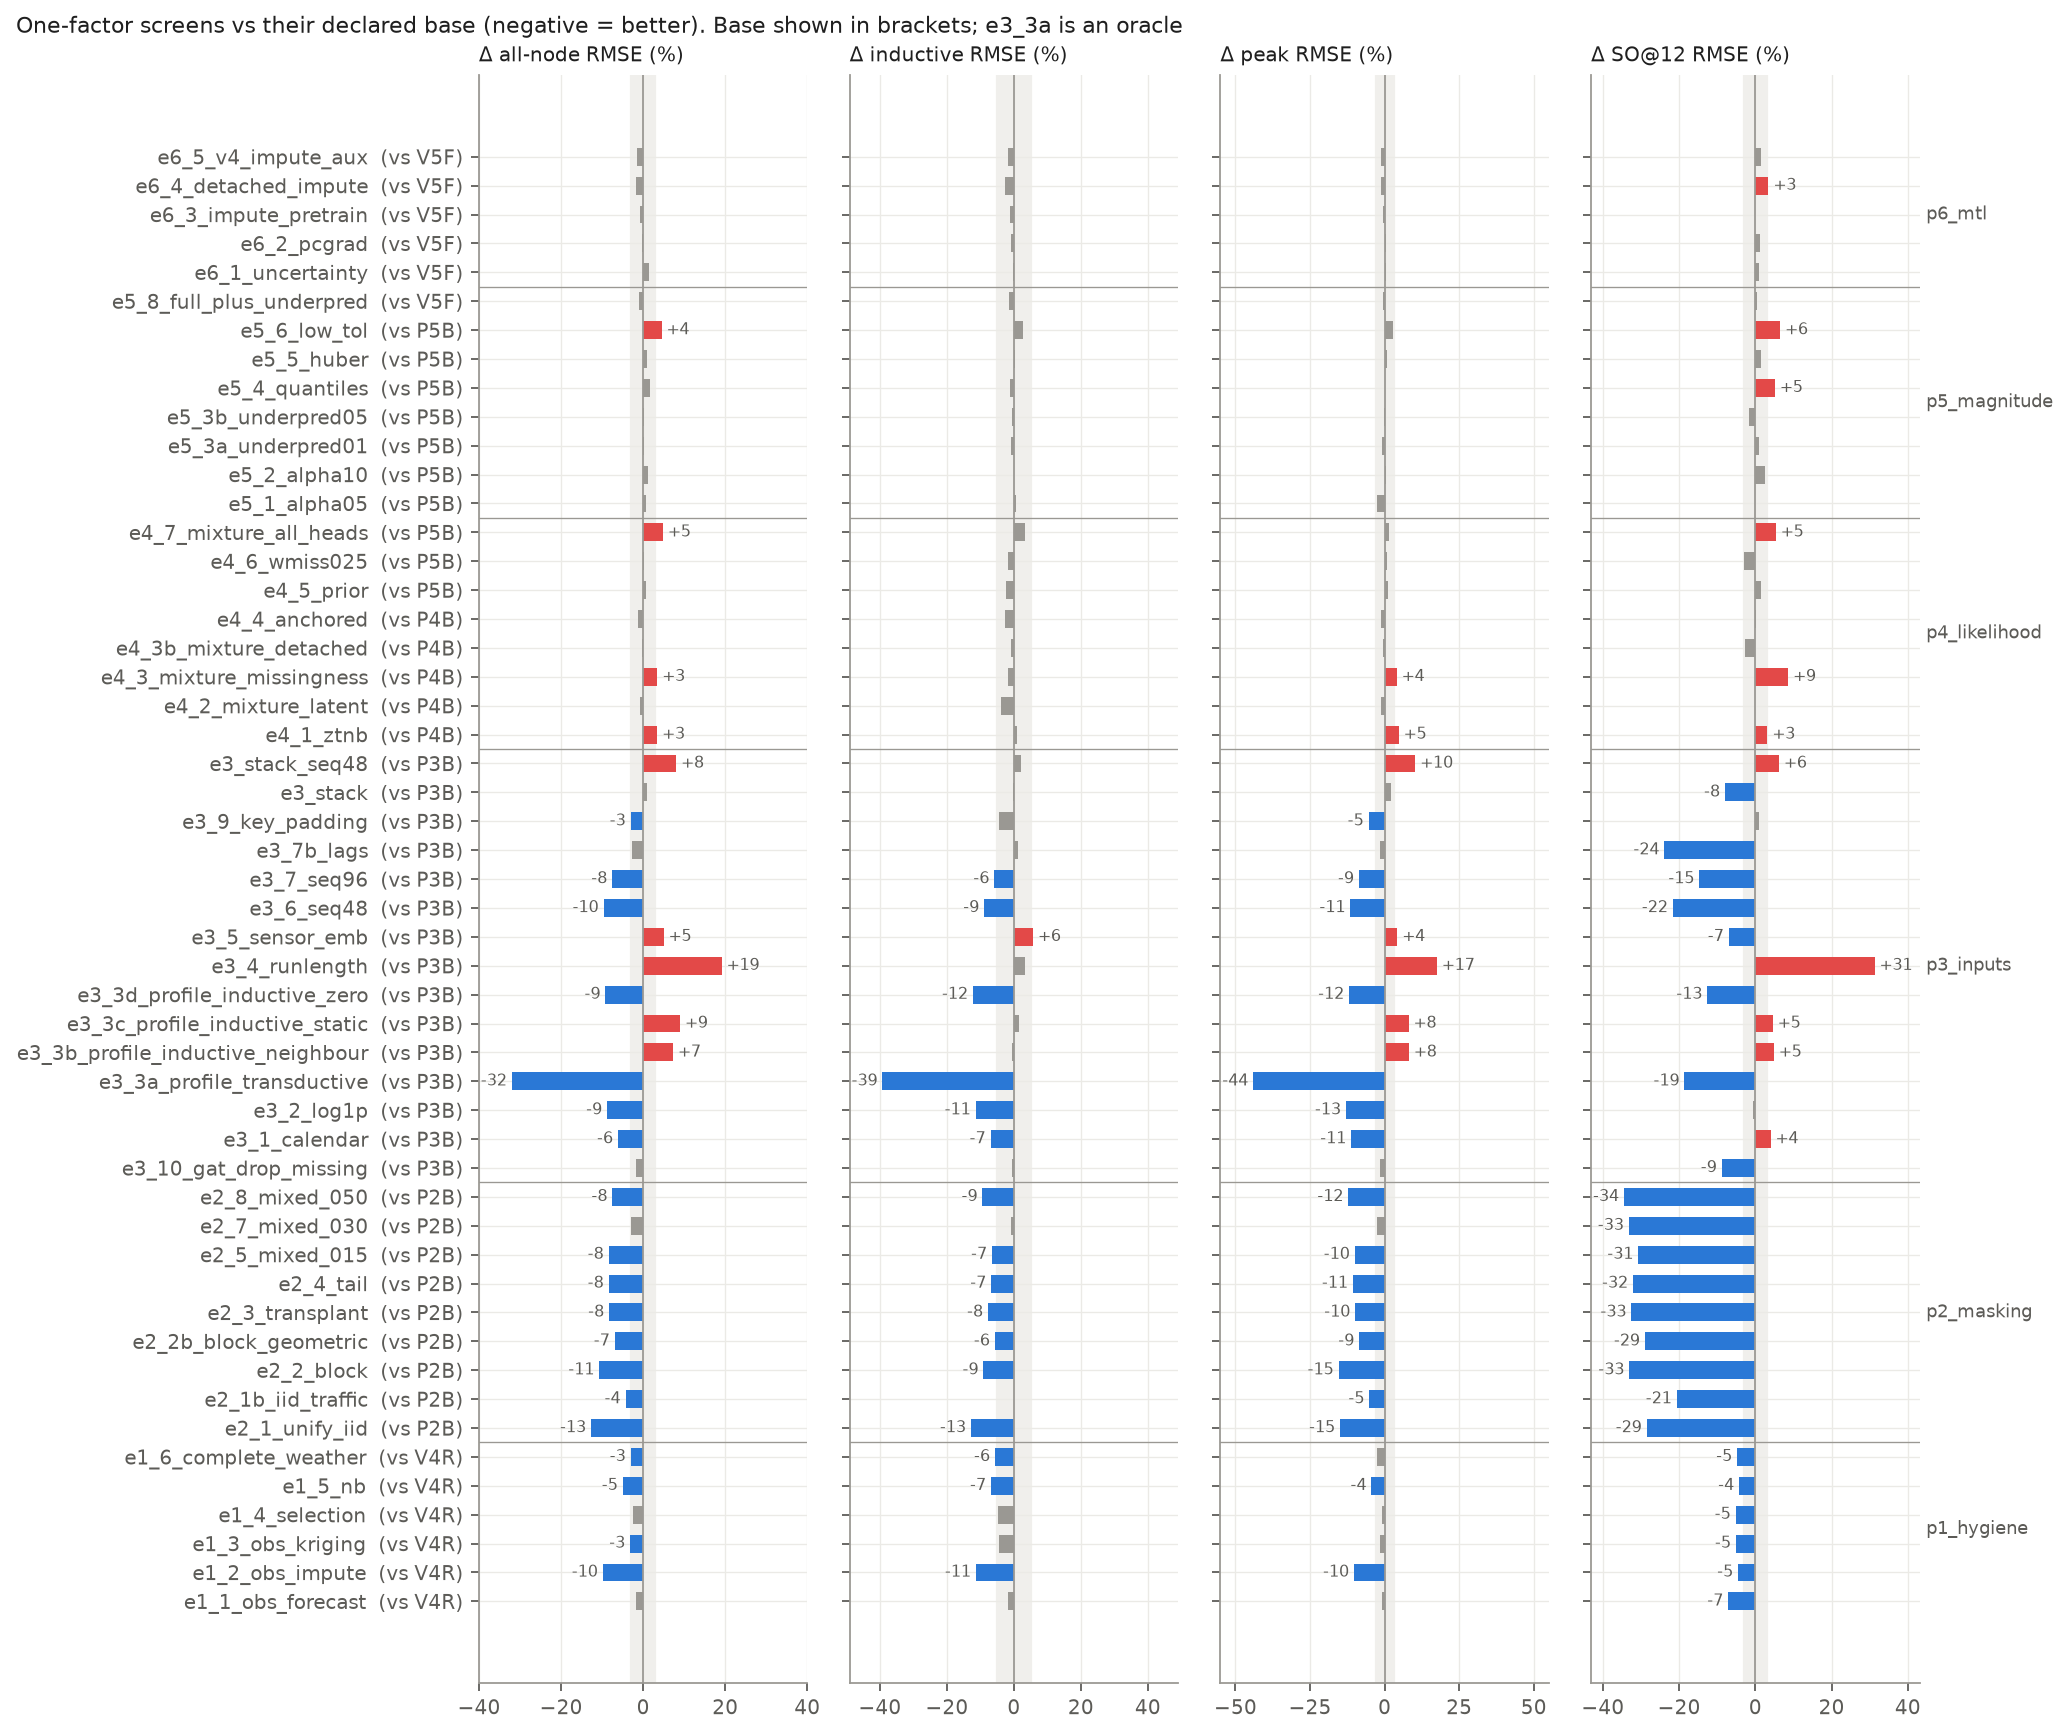 One-factor screens vs their declared base (negative = better). Base shown in brackets; e3_3a is an oracle
Δ all-node RMSE (%)
Δ inductive RMSE (%)
Δ peak RMSE (%)
Δ SO@12 RMSE (%)
e6_5_v4_impute_aux (vs V5F)
e6_4_detached_impute (vs V5F) +3
e6_3_impute_pretrain (vs V5F)
p6_mtl
e6_2_pcgrad (vs V5F)
e6_1_uncertainty (vs V5F)
e5_8_full_plus_underpred (vs V5F)
e5_6_low_tol (vs P5B) +4 +6
e5_5_huber (vs P5B)
e5_4_quantiles (vs P5B) +5
p5_magnitude
e5_3b_underpred05 (vs P5B)
e5_3a_underpred01 (vs P5B)
e5_2_alpha10 (vs P5B)
e5_1_alpha05 (vs P5B)
e4_7_mixture_all_heads (vs P5B) +5 +5
e4_6_wmiss025 (vs P5B)
e4_5_prior (vs P5B)
e4_4_anchored (vs P4B)
p4_likelihood
e4_3b_mixture_detached (vs P4B)
e4_3_mixture_missingness (vs P4B) +3 +4 +9
e4_2_mixture_latent (vs P4B)
e4_1_ztnb (vs P4B) +3 +5 +3
e3_stack_seq48 (vs P3B) +8 +10 +6
e3_stack (vs P3B) -8
e3_9_key_padding (vs P3B) -3 -5
e3_7b_lags (vs P3B) -24
e3_7_seq96 (vs P3B) -8 -6 -9 -15
e3_6_seq48 (vs P3B) -10 -9 -11 -22
e3_5_sensor_emb (vs P3B) +5 +6 +4 -7
e3_4_runlength (vs P3B) +19 +17 +31 p3_inputs
e3_3d_profile_inductive_zero (vs P3B) -9 -12 -12 -13
e3_3c_profile_inductive_static (vs P3B) +9 +8 +5
e3_3b_profile_inductive_neighbour (vs P3B) +7 +8 +5
e3_3a_profile_transductive (vs P3B) -32 -39 -44 -19
e3_2_log1p (vs P3B) -9 -11 -13
e3_1_calendar (vs P3B) -6 -7 -11 +4
e3_10_gat_drop_missing (vs P3B) -9
e2_8_mixed_050 (vs P2B) -8 -9 -12 -34
e2_7_mixed_030 (vs P2B) -33
e2_5_mixed_015 (vs P2B) -8 -7 -10 -31
e2_4_tail (vs P2B) -8 -7 -11 -32
e2_3_transplant (vs P2B) -8 -8 -10 -33 p2_masking
e2_2b_block_geometric (vs P2B) -7 -6 -9 -29
e2_2_block (vs P2B) -11 -9 -15 -33
e2_1b_iid_traffic (vs P2B) -4 -5 -21
e2_1_unify_iid (vs P2B) -13 -13 -15 -29
e1_6_complete_weather (vs V4R) -3 -6 -5
e1_5_nb (vs V4R) -5 -7 -4 -4
e1_4_selection (vs V4R) -5
p1_hygiene
e1_3_obs_kriging (vs V4R) -3 -5
e1_2_obs_impute (vs V4R) -10 -11 -10 -5
e1_1_obs_forecast (vs V4R) -7
−40 −20 0 20 40
−40 −20 0 20 40
−50 −25 0 25 50
−40 −20 0 20 40